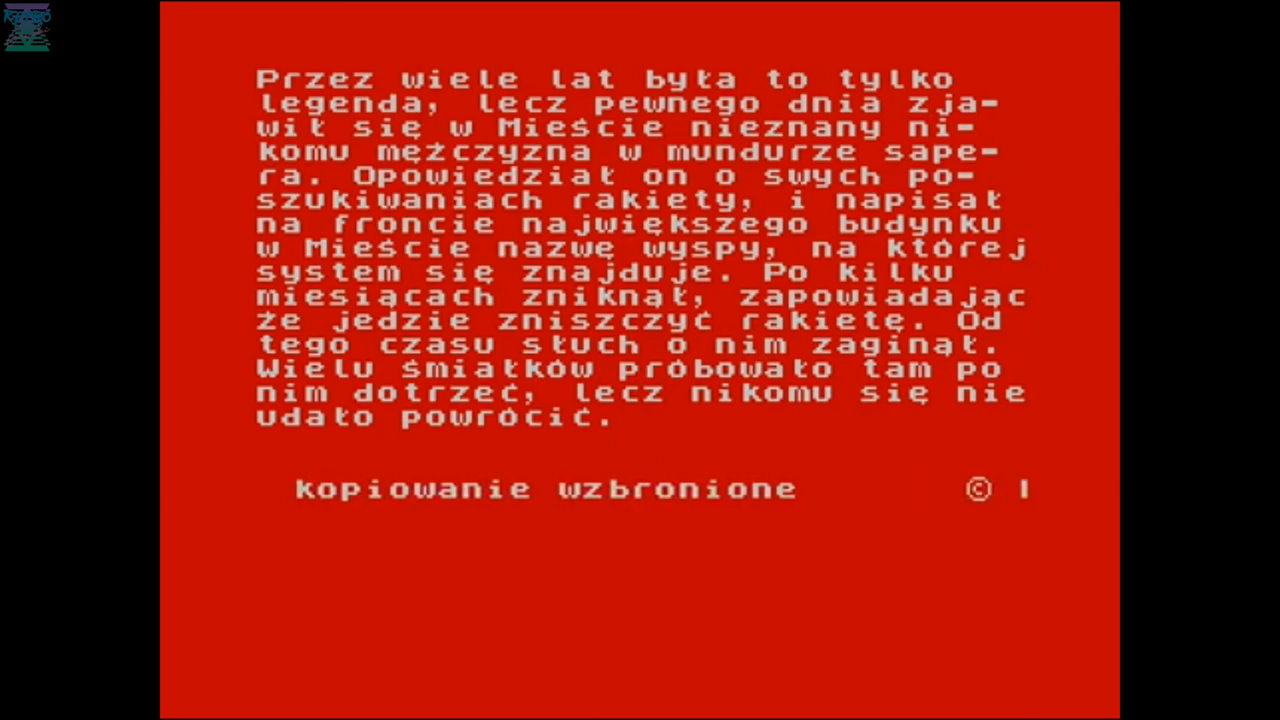 Przez wiele lat była to tylko
legenda, lecz pewnego dnia zja-
wił się w Mieście nieznany ni-
komu mężczyzna w mundurze sape-
ra. Opowiedział on o swych po-
szukiwaniach rakiety, i napisał
na froncie największego budynku
w Mieście nazwę wyspy, na której
system się znajduje. Po kilku
miesiącach zniknął, zapowiadając
że jedzie zniszczyć rakietę. Od
tego czasu słuch o nim zaginął.
Wielu śmiałków próbowało tam po
nim dotrzeć, lecz nikomu się nie
udało powrócić.
kopiowanie wzbronione © l